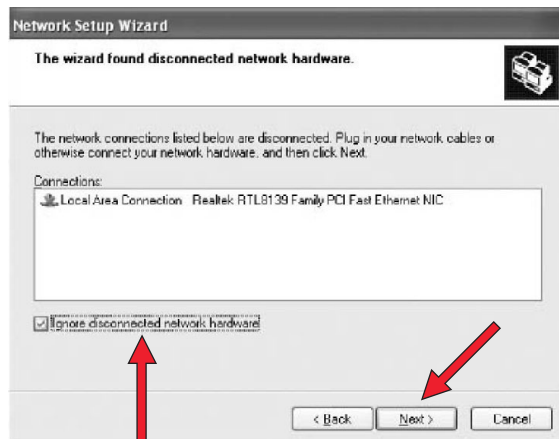 Network Setup Wizard
The wizard found disconnected network hardware.
The network connections listed below are disconnected. Plug in your network cables or
otherwise connect your network hardware, and then click Next.
Connections:
Local Area Connection Realtek RTL8139 Family PCI Fast Ethernet NIC
Ignore disconnected network hardware
< Back
Next >
Cancel